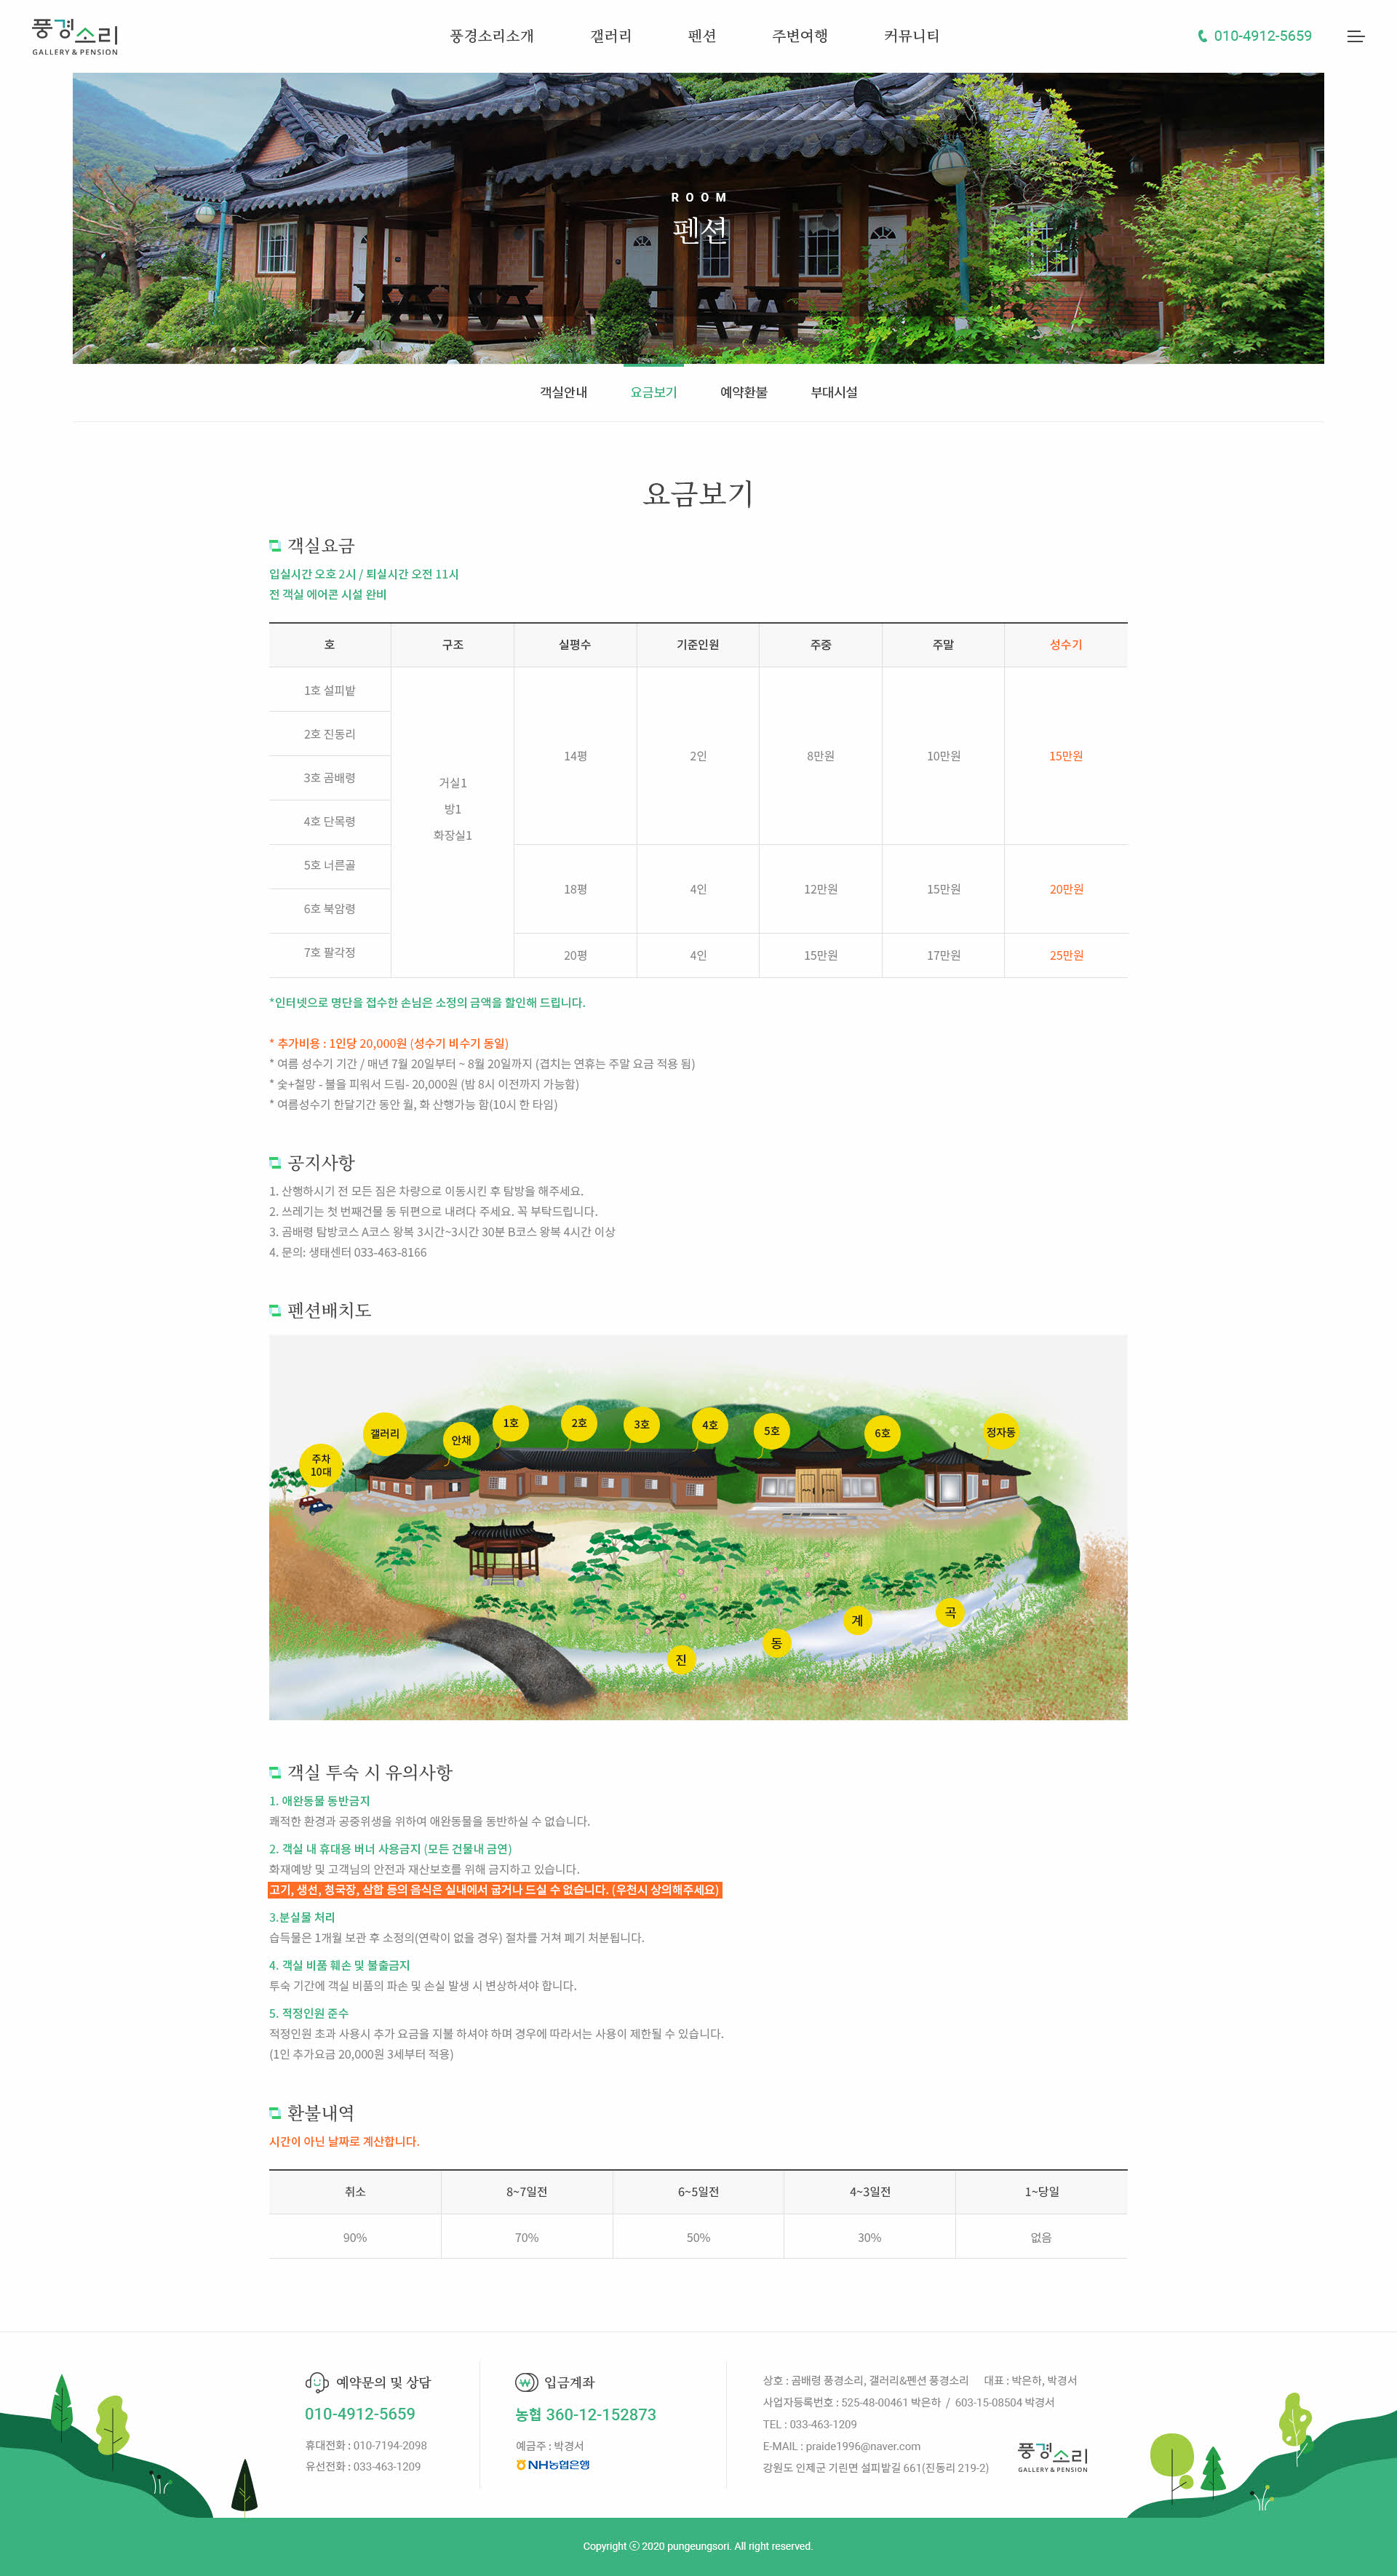 풍경소리
GALLERY & PENSION
풍경소리소개 갤러리 펜션 주변여행 커뮤니티
010-4912-5659
ROOM
펜션
객실안내 요금보기 예약환불 부대시설
요금보기
객실요금
입실시간 오호 2시 / 퇴실시간 오전 11시
전 객실 에어콘 시설 완비
호 구조 실평수 기준인원 주중 주말 성수기
1호 설피밭
2호 진동리
3호 곰배령
4호 단목령
5호 너른골
6호 북암령
7호 팔각정
거실1
방1
화장실1
14평 2인 8만원 10만원 15만원
18평 4인 12만원 15만원 20만원
20평 4인 15만원 17만원 25만원
*인터넷으로 명단을 접수한 손님은 소정의 금액을 할인해 드립니다.
* 추가비용 : 1인당 20,000원 (성수기 비수기 동일)
* 여름 성수기 기간 / 매년 7월 20일부터 ~ 8월 20일까지 (겹치는 연휴는 주말 요금 적용 됨)
* 숯+철망 - 불을 피워서 드림- 20,000원 (밤 8시 이전까지 가능함)
* 여름성수기 한달기간 동안 월, 화 산행가능 함(10시 한 타임)
공지사항
1. 산행하시기 전 모든 짐은 차량으로 이동시킨 후 탐방을 해주세요.
2. 쓰레기는 첫 번째건물 동 뒤편으로 내려다 주세요. 꼭 부탁드립니다.
3. 곰배령 탐방코스 A코스 왕복 3시간~3시간 30분 B코스 왕복 4시간 이상
4. 문의: 생태센터 033-463-8166
펜션배치도
주차
10대
갤러리
안채
1호
2호
3호
4호
5호
6호
정자동
진
동
계
곡
객실 투숙 시 유의사항
1. 애완동물 동반금지
쾌적한 환경과 공중위생을 위하여 애완동물을 동반하실 수 없습니다.
2. 객실 내 휴대용 버너 사용금지 (모든 건물내 금연)
화재예방 및 고객님의 안전과 재산보호를 위해 금지하고 있습니다.
고기, 생선, 청국장, 삼합 등의 음식은 실내에서 굽거나 드실 수 없습니다. (우천시 상의해주세요)
3.분실물 처리
습득물은 1개월 보관 후 소정의(연락이 없을 경우) 절차를 거쳐 폐기 처분됩니다.
4. 객실 비품 훼손 및 불출금지
투숙 기간에 객실 비품의 파손 및 손실 발생 시 변상하셔야 합니다.
5. 적정인원 준수
적정인원 초과 사용시 추가 요금을 지불 하셔야 하며 경우에 따라서는 사용이 제한될 수 있습니다.
(1인 추가요금 20,000원 3세부터 적용)
환불내역
시간이 아닌 날짜로 계산합니다.
취소 8~7일전 6~5일전 4~3일전 1~당일
90% 70% 50% 30% 없음
예약문의 및 상담
010-4912-5659
휴대전화 : 010-7194-2098
유선전화 : 033-463-1209
입금계좌
농협 360-12-152873
예금주 : 박경서
NH농협은행
상호 : 곰배령 풍경소리, 갤러리&펜션 풍경소리 대표 : 박은하, 박경서
사업자등록번호 : 525-48-00461 박은하 / 603-15-08504 박경서
TEL : 033-463-1209
E-MAIL : praide1996@naver.com
강원도 인제군 기린면 설피밭길 661(진동리 219-2)
풍경소리
GALLERY & PENSION
Copyright ⓒ 2020 pungeungsori. All right reserved.